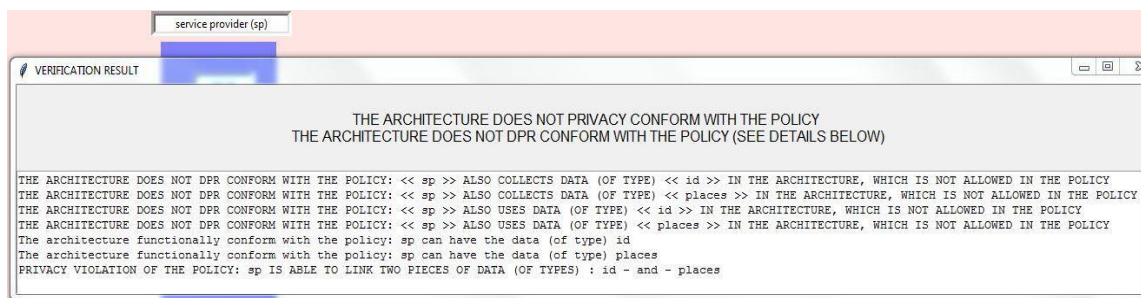 service provider (sp)
VERIFICATION RESULT
THE ARCHITECTURE DOES NOT PRIVACY CONFORM WITH THE POLICY
THE ARCHITECTURE DOES NOT DPR CONFORM WITH THE POLICY (SEE DETAILS BELOW)
THE ARCHITECTURE DOES NOT DPR CONFORM WITH THE POLICY: << sp >> ALSO COLLECTS DATA (OF TYPE) << id >> IN THE ARCHITECTURE, WHICH IS NOT ALLOWED IN THE POLICY
THE ARCHITECTURE DOES NOT DPR CONFORM WITH THE POLICY: << sp >> ALSO COLLECTS DATA (OF TYPE) << places >> IN THE ARCHITECTURE, WHICH IS NOT ALLOWED IN THE POLICY
THE ARCHITECTURE DOES NOT DPR CONFORM WITH THE POLICY: << sp >> ALSO USES DATA (OF TYPE) << id >> IN THE ARCHITECTURE, WHICH IS NOT ALLOWED IN THE POLICY
THE ARCHITECTURE DOES NOT DPR CONFORM WITH THE POLICY: << sp >> ALSO USES DATA (OF TYPE) << places >> IN THE ARCHITECTURE, WHICH IS NOT ALLOWED IN THE POLICY
The architecture functionally conform with the policy: sp can have the data (of type) id
The architecture functionally conform with the policy: sp can have the data (of type) places
PRIVACY VIOLATION OF THE POLICY: sp IS ABLE TO LINK TWO PIECES OF DATA (OF TYPES) : id - and - places